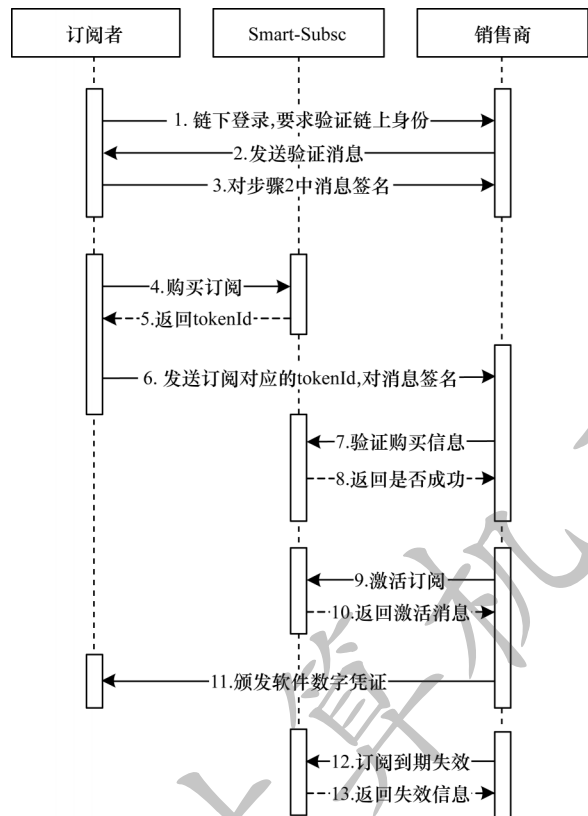 订阅者
Smart-Subsc
销售商
1. 链下登录,要求验证链上身份
2.发送验证消息
3.对步骤2中消息签名
4.购买订阅
5.返回tokenId
6. 发送订阅对应的tokenId,对消息签名
7.验证购买信息
8.返回是否成功
9.激活订阅
10.返回激活消息
11.颁发软件数字凭证
12.订阅到期失效
13.返回失效信息
算机